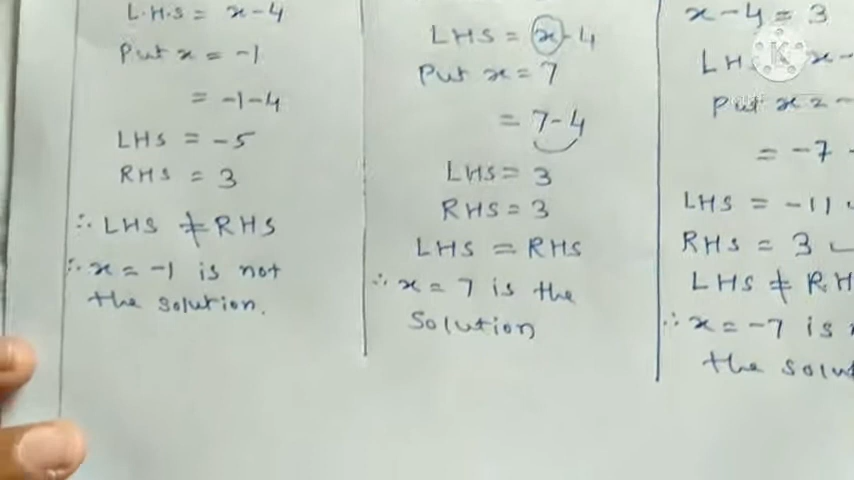 L.H.S = x-4
Put x = -1
= -1-4
LHS = -5
RHS = 3
∴ LHS ≠ RHS
∴ x = -1 is not
the solution.
LHS = x-4
Put x = 7
= 7-4
LHS = 3
RHS = 3
LHS = RHS
∴ x = 7 is the
Solution
x-4 = 3
x-
Put x = -
= -7
LHS = -11
RHS = 3
LHS ≠
∴ x = -7 is
the
K